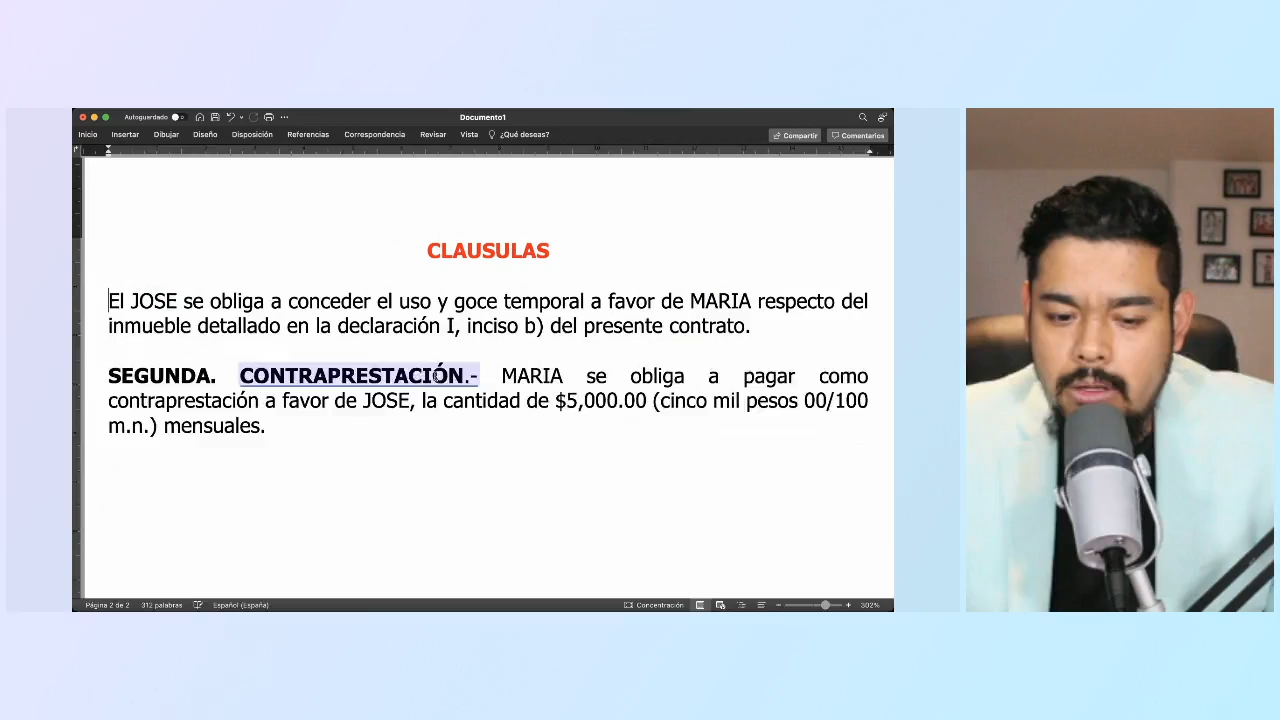 Autoguardado
Documento1
Inicio Insertar Dibujar Diseño Disposición Referencias Correspondencia Revisar Vista ¿Qué deseas? Compartir Comentarios
CLAUSULAS
El JOSE se obliga a conceder el uso y goce temporal a favor de MARIA respecto del
inmueble detallado en la declaración I, inciso b) del presente contrato.
SEGUNDA. CONTRAPRESTACIÓN.- MARIA se obliga a pagar como
contraprestación a favor de JOSE, la cantidad de $5,000.00 (cinco mil pesos 00/100
m.n.) mensuales.
Página 2 de 2 312 palabras Español (España) Concentración 302%